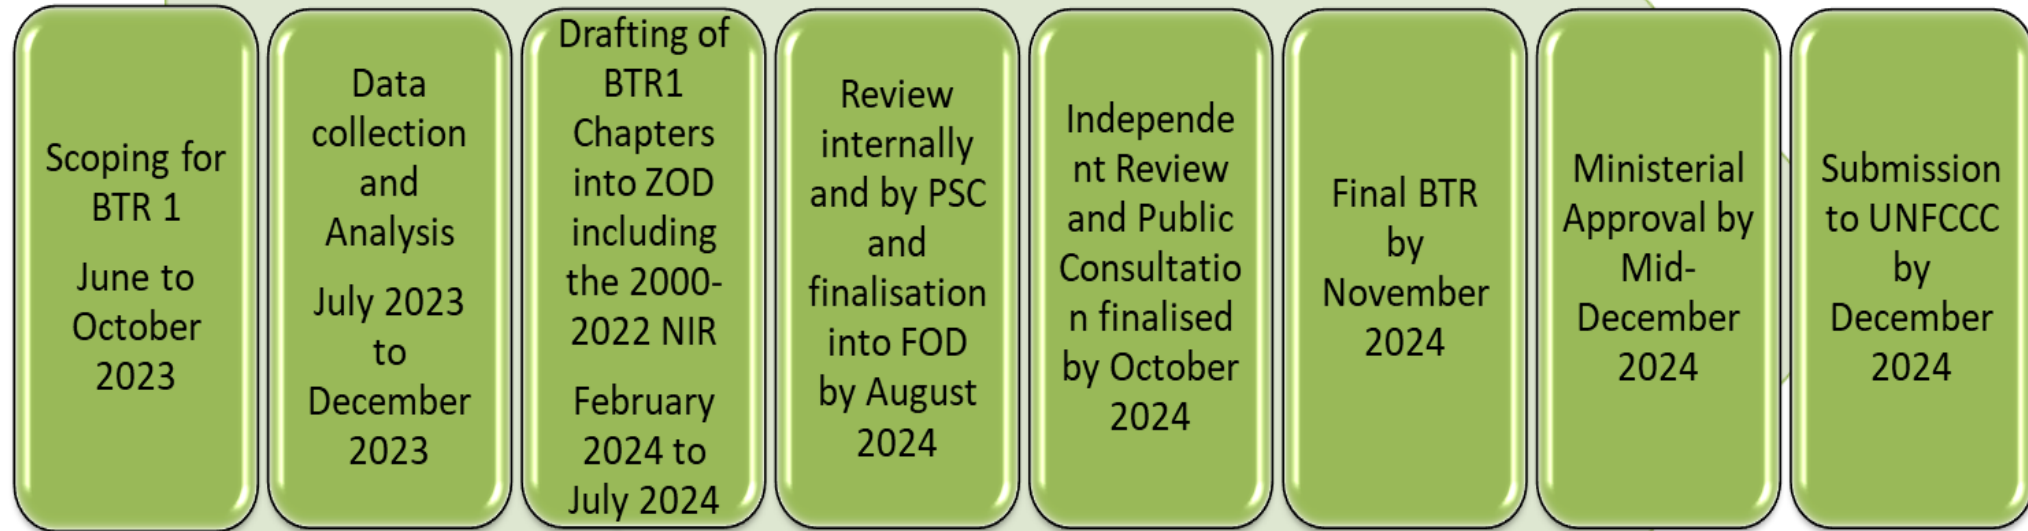 Scoping for
BTR 1
June to
October
2023
Data
collection
and
Analysis
July 2023
to
December
2023
Drafting of
BTR1
Chapters
into ZOD
including
the 2000-
2022 NIR
February
2024 to
July 2024
Review
internally
and by PSC
and
finalisation
into FOD
by August
2024
Independe
nt Review
and Public
Consultatio
n finalised
by October
2024
Final BTR
by
November
2024
Ministerial
Approval by
Mid-
December
2024
Submission
to UNFCCC
by
December
2024